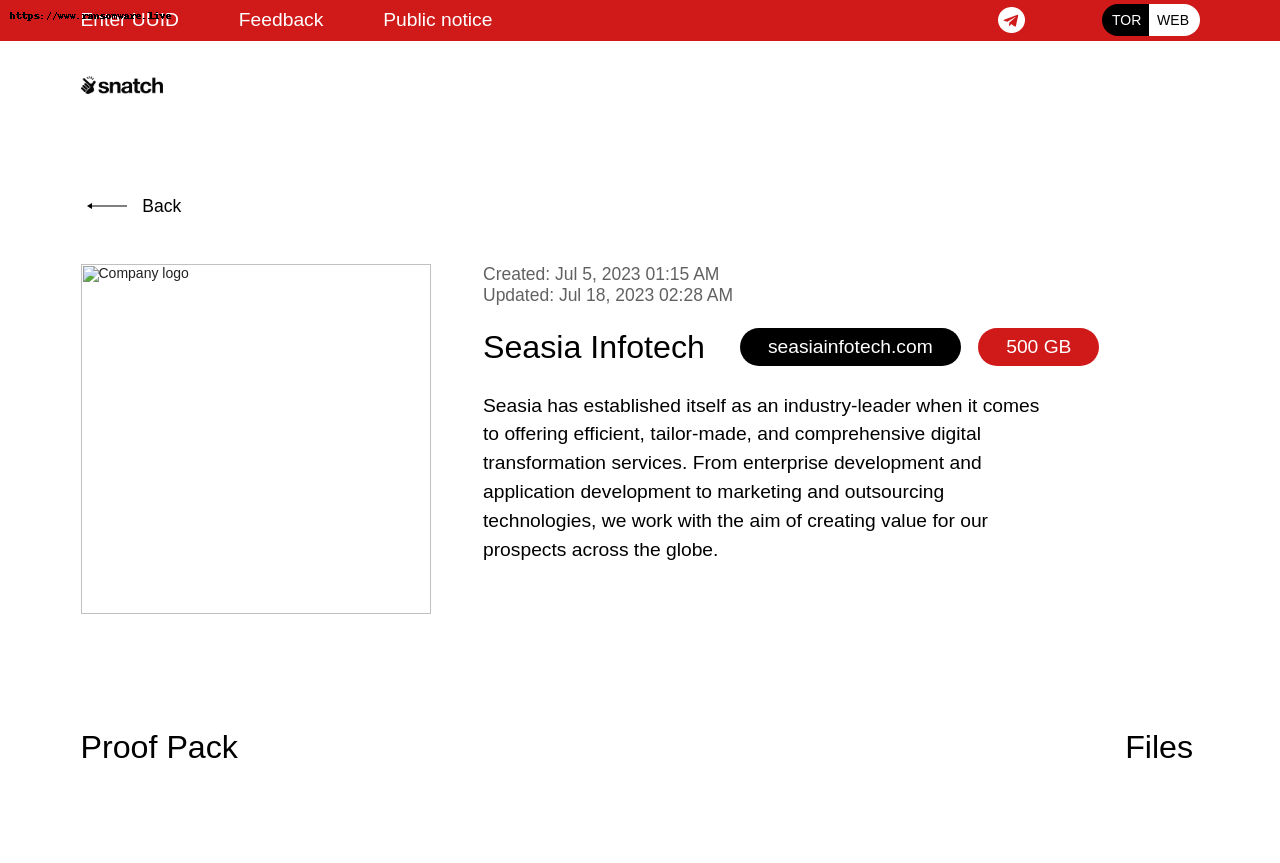 https://www.ransomware.live
Enter UUID Feedback Public notice TOR WEB
snatch
Back
Company logo
Created: Jul 5, 2023 01:15 AM
Updated: Jul 18, 2023 02:28 AM
Seasia Infotech seasiainfotech.com 500 GB
Seasia has established itself as an industry-leader when it comes
to offering efficient, tailor-made, and comprehensive digital
transformation services. From enterprise development and
application development to marketing and outsourcing
technologies, we work with the aim of creating value for our
prospects across the globe.
Proof Pack Files